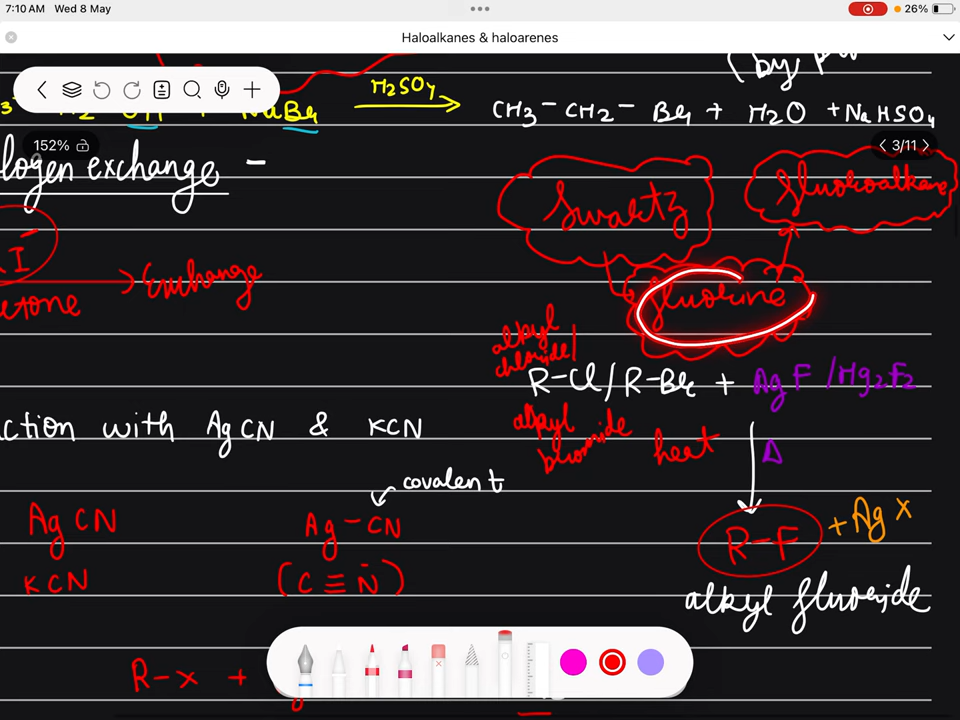 7:10 AM Wed 8 May
26%
Haloalkanes & haloarenes
H2SO4
CH3 - CH2 - Br + H2O + NaHSO4
152%
3/11
logen exchange -
Swartz
fluoroalkane
I-
etone
Exchange
fluorine
alkyl
chloride/
R-Cl/R-Br + AgF/Hg2F2
alkyl
bromide
heat
Δ
ction with AgCN & KCN
covalent
AgCN
Ag-CN
R-F + AgX
KCN
(C≡N)
alkyl fluoride
R-x +